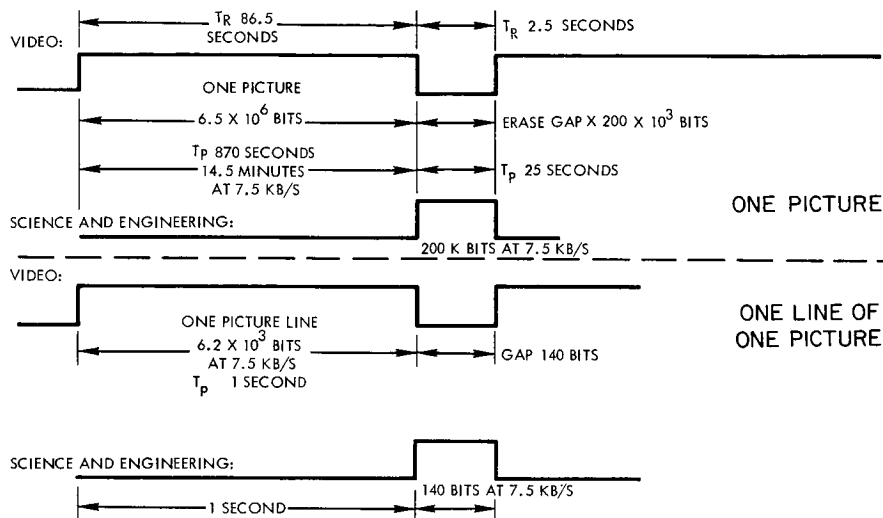 T_R 86.5
SECONDS
T_R 2.5 SECONDS
VIDEO:
ONE PICTURE
6.5 X 10^6 BITS
ERASE GAP X 200 X 10^3 BITS
T_P 870 SECONDS
14.5 MINUTES
AT 7.5 KB/S
T_P 25 SECONDS
ONE PICTURE
SCIENCE AND ENGINEERING:
200 K BITS AT 7.5 KB/S
VIDEO:
ONE LINE OF
ONE PICTURE
ONE PICTURE LINE
6.2 X 10^3 BITS
AT 7.5 KB/S
T_P 1 SECOND
GAP 140 BITS
SCIENCE AND ENGINEERING:
140 BITS AT 7.5 KB/S
1 SECOND